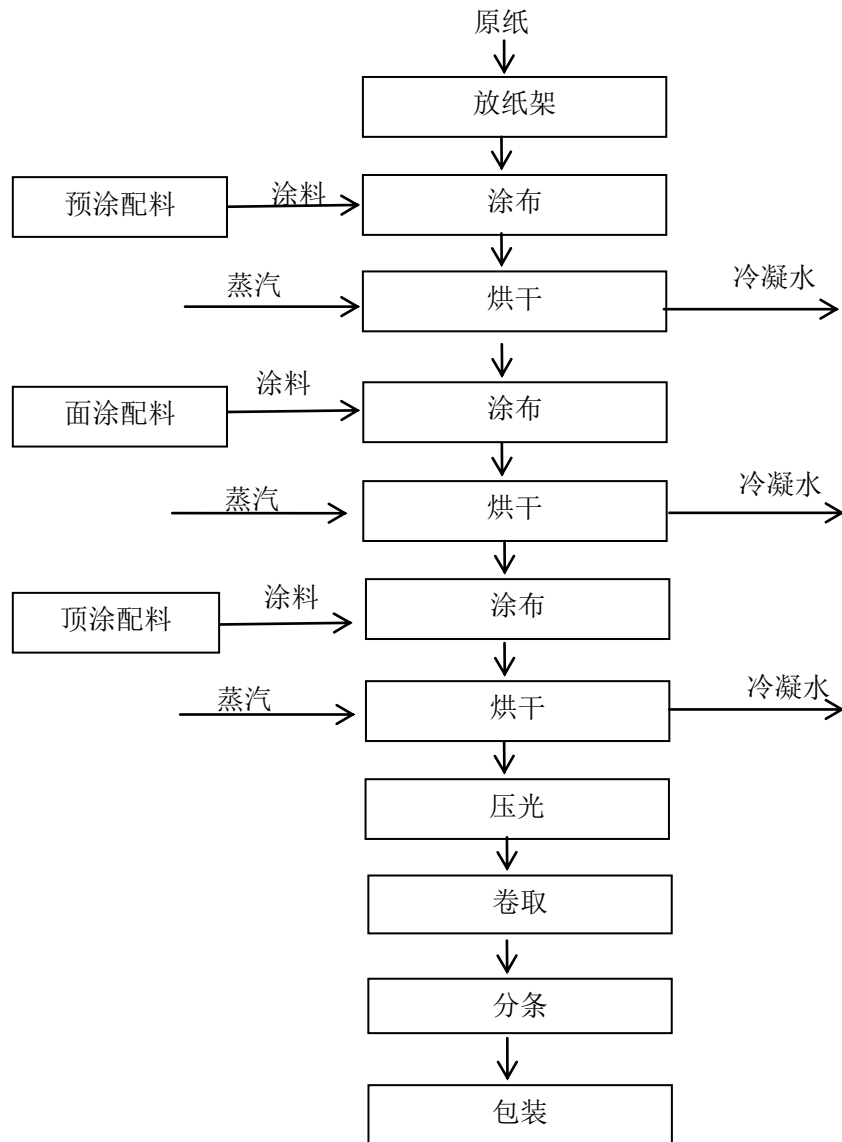 原纸
放纸架
预涂配料
涂料
涂布
蒸汽
烘干
冷凝水
面涂配料
涂料
涂布
蒸汽
烘干
冷凝水
顶涂配料
涂料
涂布
蒸汽
烘干
冷凝水
压光
卷取
分条
包装